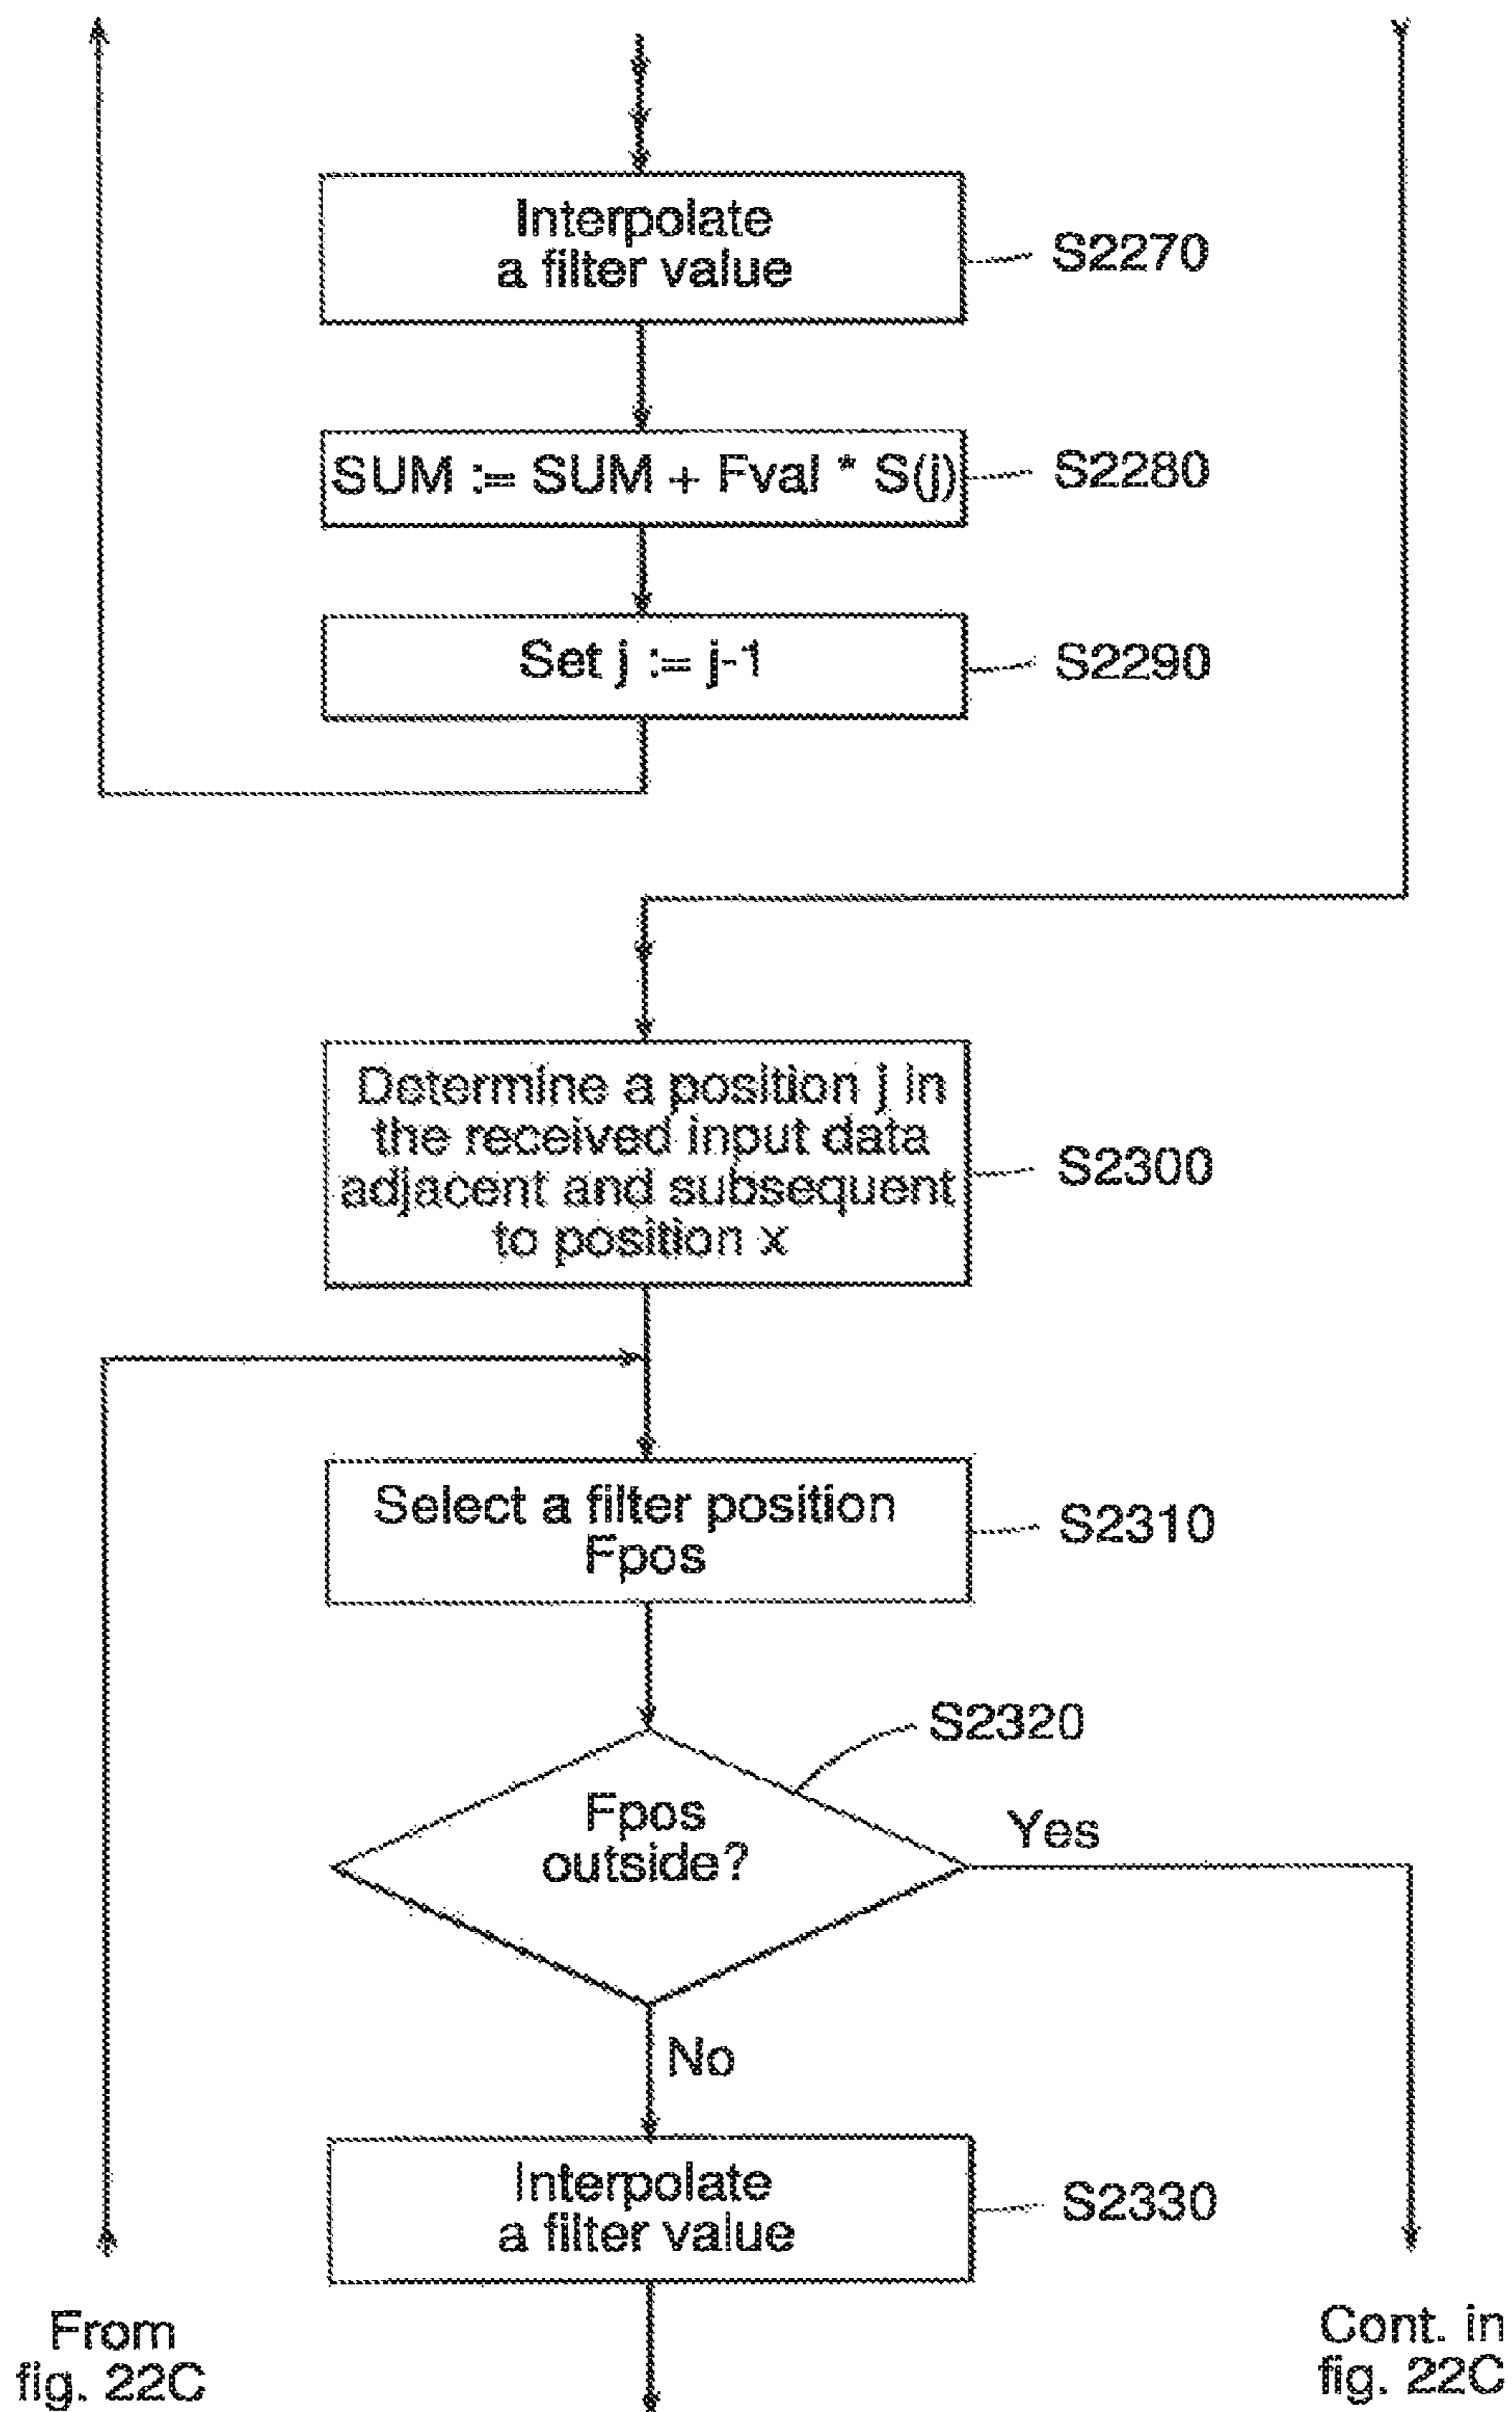 Interpolate
a filter value
S2270
SUM := SUM + Fval * S(j)
S2280
Set j := j-1
S2290
Determine a position j in
the received input data
adjacent and subsequent
to position x
S2300
Select a filter position
Fpos
S2310
S2320
Fpos
outside?
Yes
No
Interpolate
a filter value
S2330
From
fig. 22C
Cont. in
fig. 22C